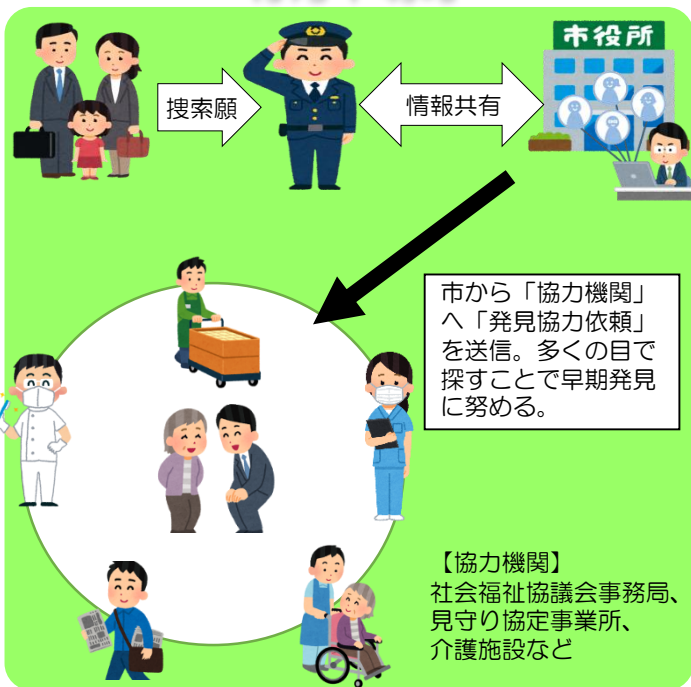 捜索願
情報共有
市役所
市から「協力機関」
へ「発見協力依頼」
を送信。多くの目で
探すことで早期発見
に努める。
【協力機関】
社会福祉協議会事務局、
見守り協定事業所、
介護施設など